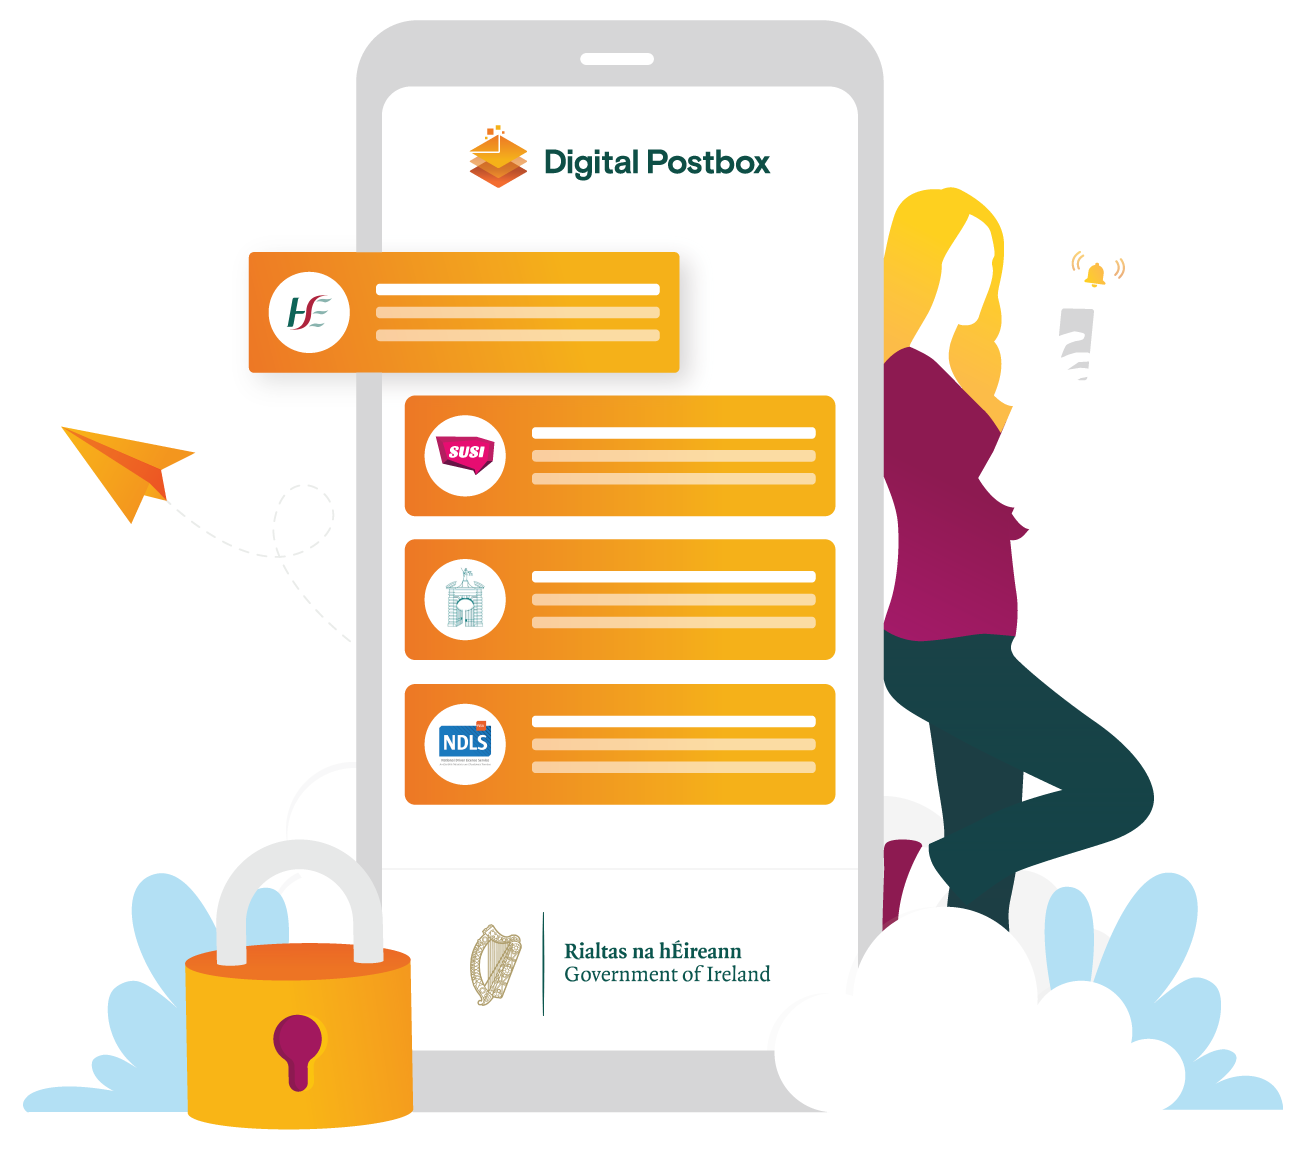 Digital Postbox
HSE
SUSI
NDLS
Rialtas na hÉireann
Government of Ireland